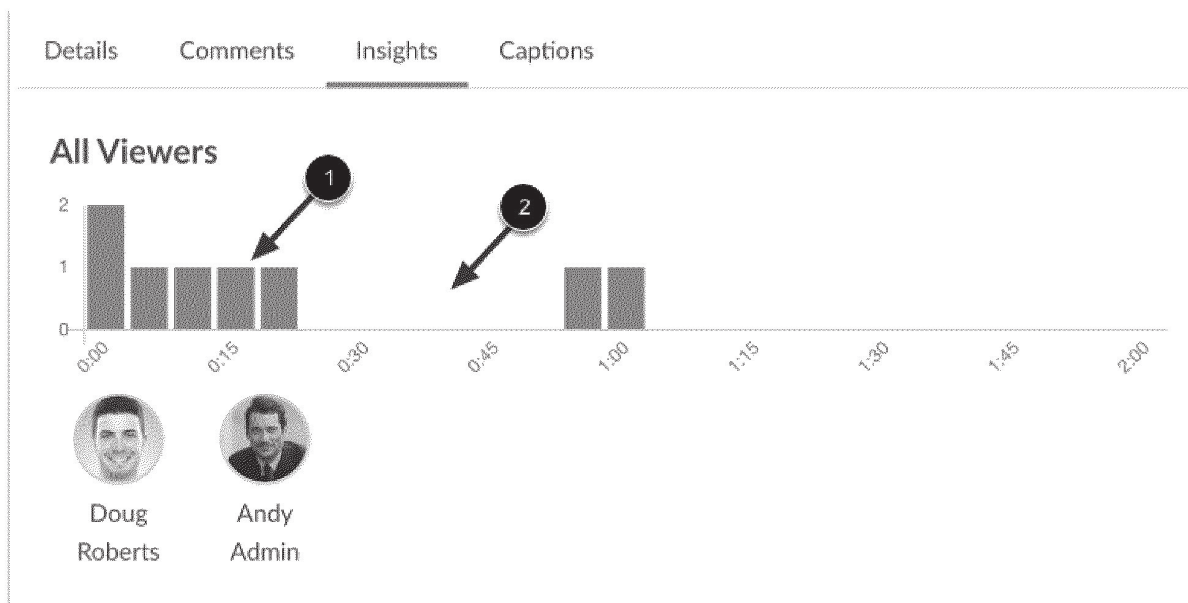 Details Comments Insights Captions
All Viewers
1
2
2
1
0
0:00 0:15 0:30 0:45 1:00 1:15 1:30 1:45 2:00
Doug Andy
Roberts Admin